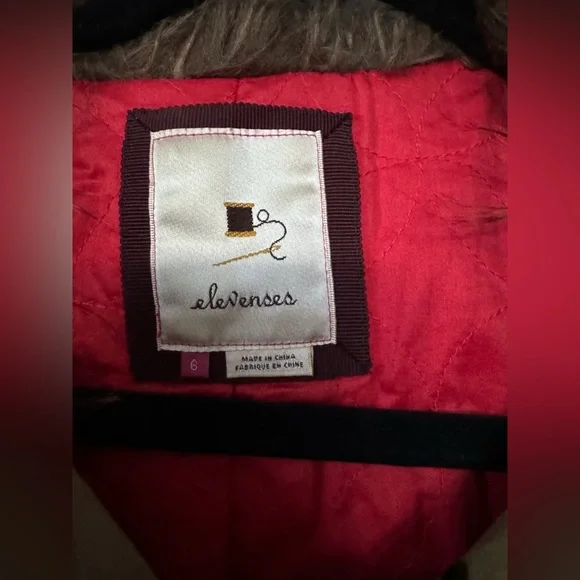 elevenses
6
MADE IN CHINA
FABRIQUE EN CHINE